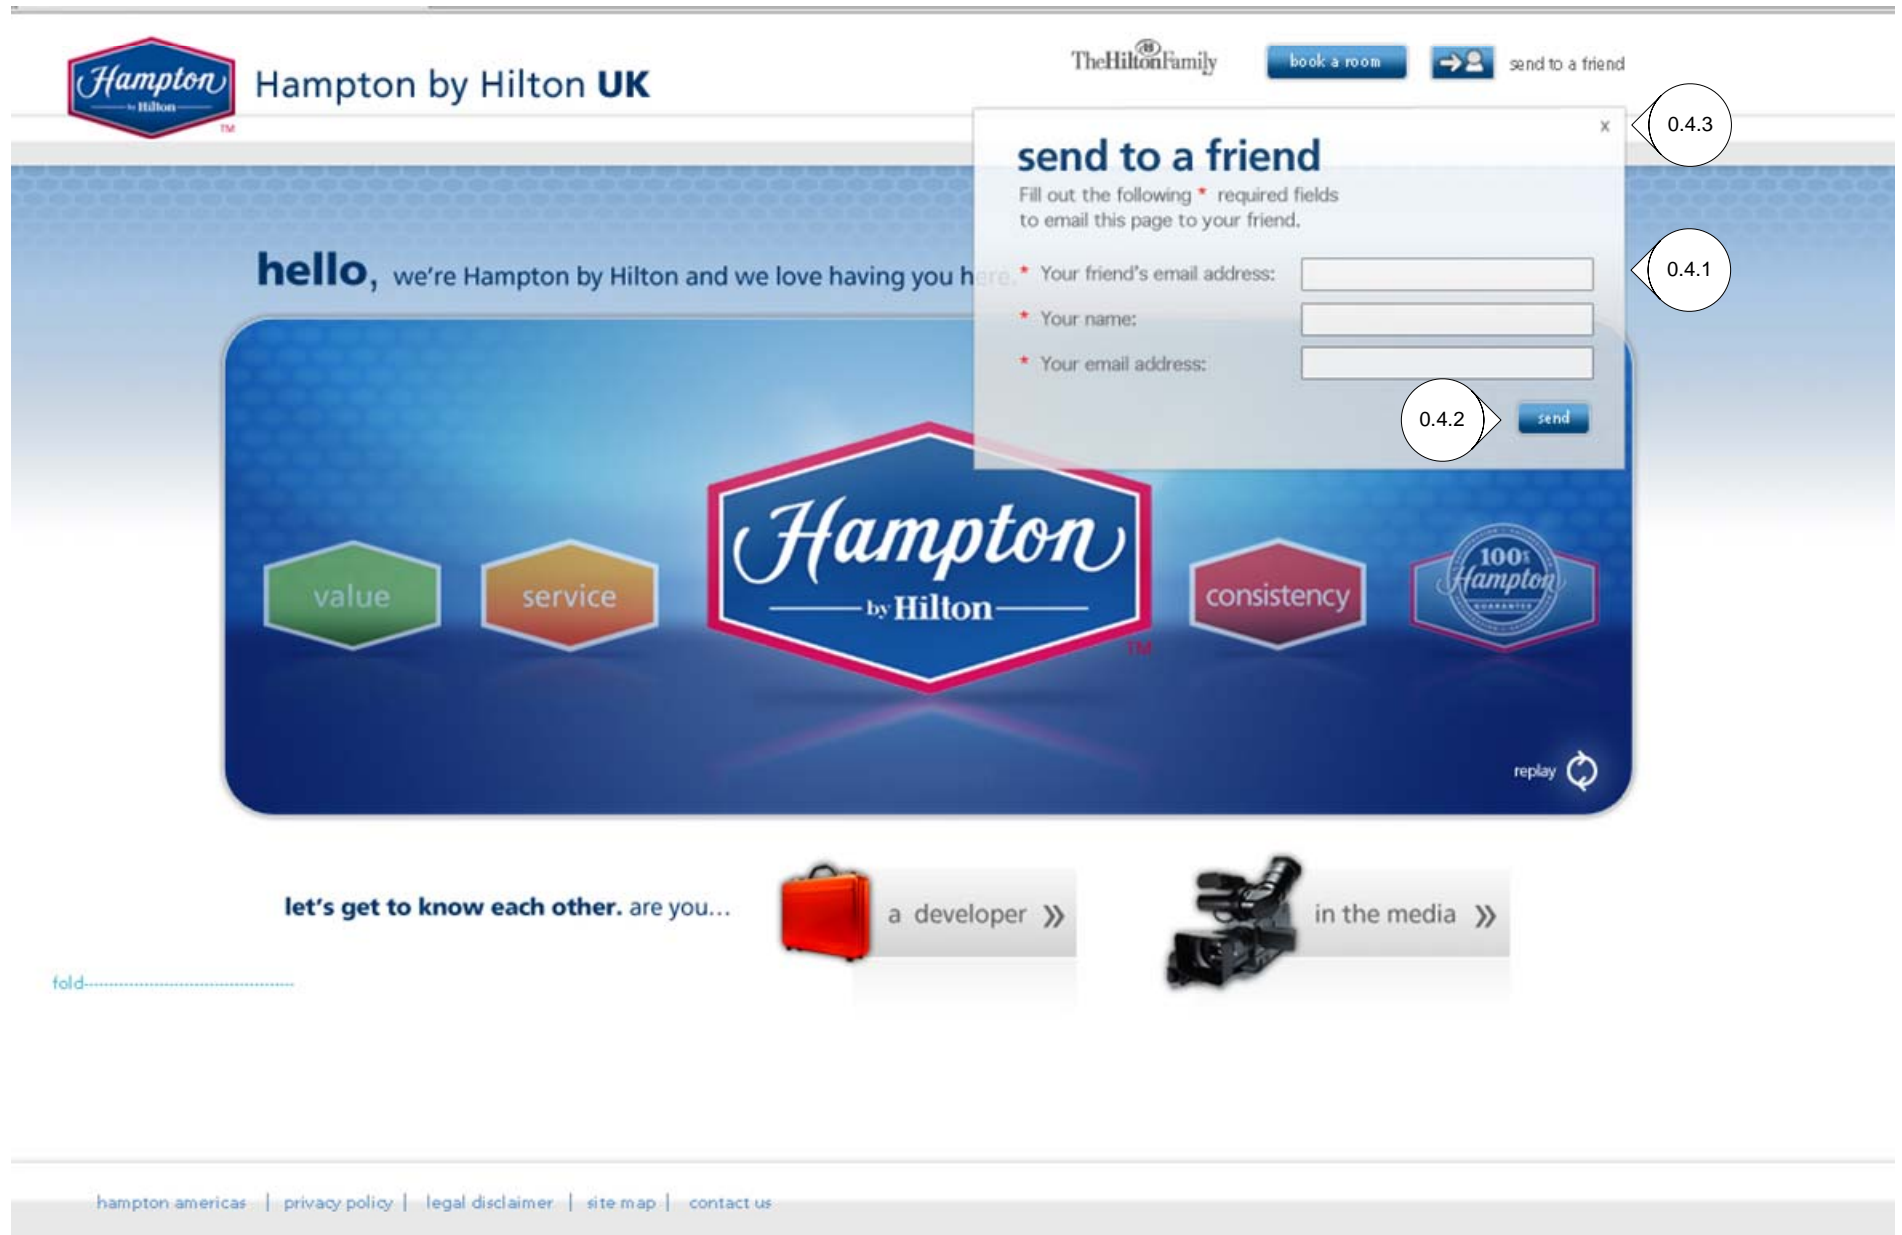 Hampton
by Hilton
TM
Hampton by Hilton UK
TheHiltonFamily
book a room
send to a friend
x
0.4.3
send to a friend
Fill out the following * required fields
to email this page to your friend.
hello, we're Hampton by Hilton and we love having you here.
* Your friend's email address:
0.4.1
* Your name:
* Your email address:
0.4.2
send
value
service
Hampton
by Hilton
TM
consistency
100%
Hampton
GUARANTEE
replay
let's get to know each other. are you...
a developer »
in the media »
fold-------------------------------------------
hampton americas | privacy policy | legal disclaimer | site map | contact us